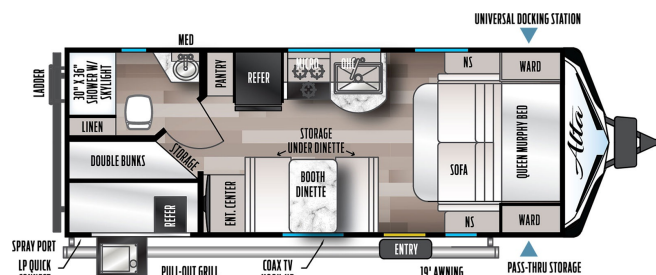 UNIVERSAL DOCKING STATION
MED
LADDER
30" X 36"
SHOWER W/
SKYLIGHT
PANTRY
REFER
MICRO
OHC
NS
WARD
LINEN
STORAGE
STORAGE
UNDER DINETTE
DOUBLE BUNKS
BOOTH
DINETTE
SOFA
QUEEN MURPHY BED
Alta
REFER
ENT. CENTER
NS
WARD
SPRAY PORT
LP QUICK
PULL-OUT GRILL
COAX TV
ENTRY
19' AWNING
PASS-THRU STORAGE